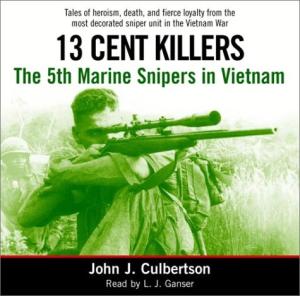 Tales of heroism, death, and fierce loyalty from the
most decorated sniper unit in the Vietnam War
13 CENT KILLERS
The 5th Marine Snipers in Vietnam
John J. Culbertson
Read by L. J. Ganser